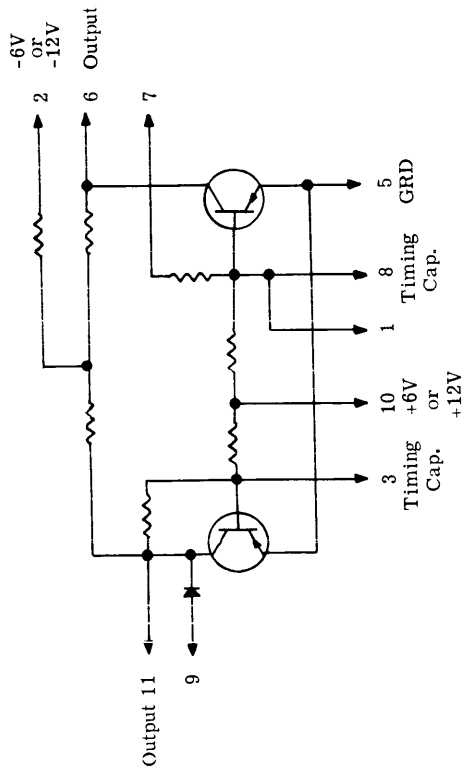 -6V
or
-12V
2
6 Output
7
5
GRD
8
Timing
Cap.
1
10
+6V
or
+12V
3
Timing
Cap.
Output 11
9